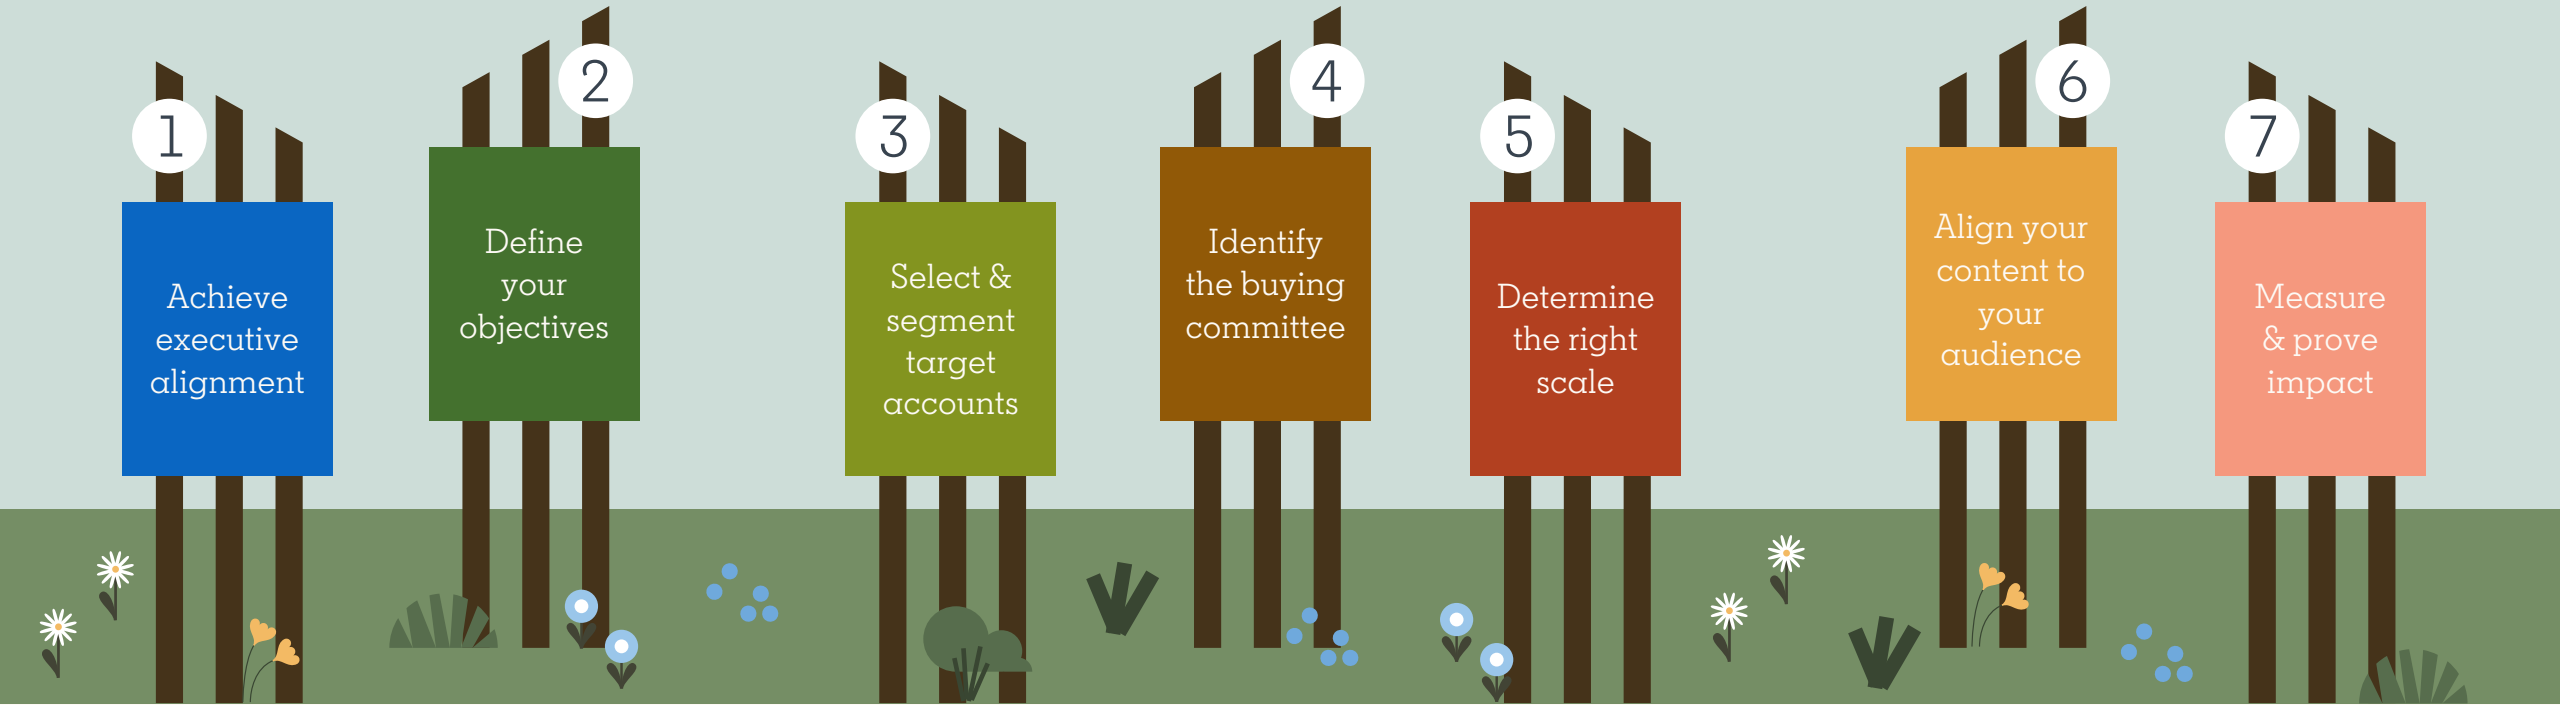 1
Achieve
executive
alignment
2
Define
your
objectives
3
Select &
segment
target
accounts
4
Identify
the buying
committee
5
Determine
the right
scale
6
Align your
content to
your
audience
7
Measure
& prove
impact